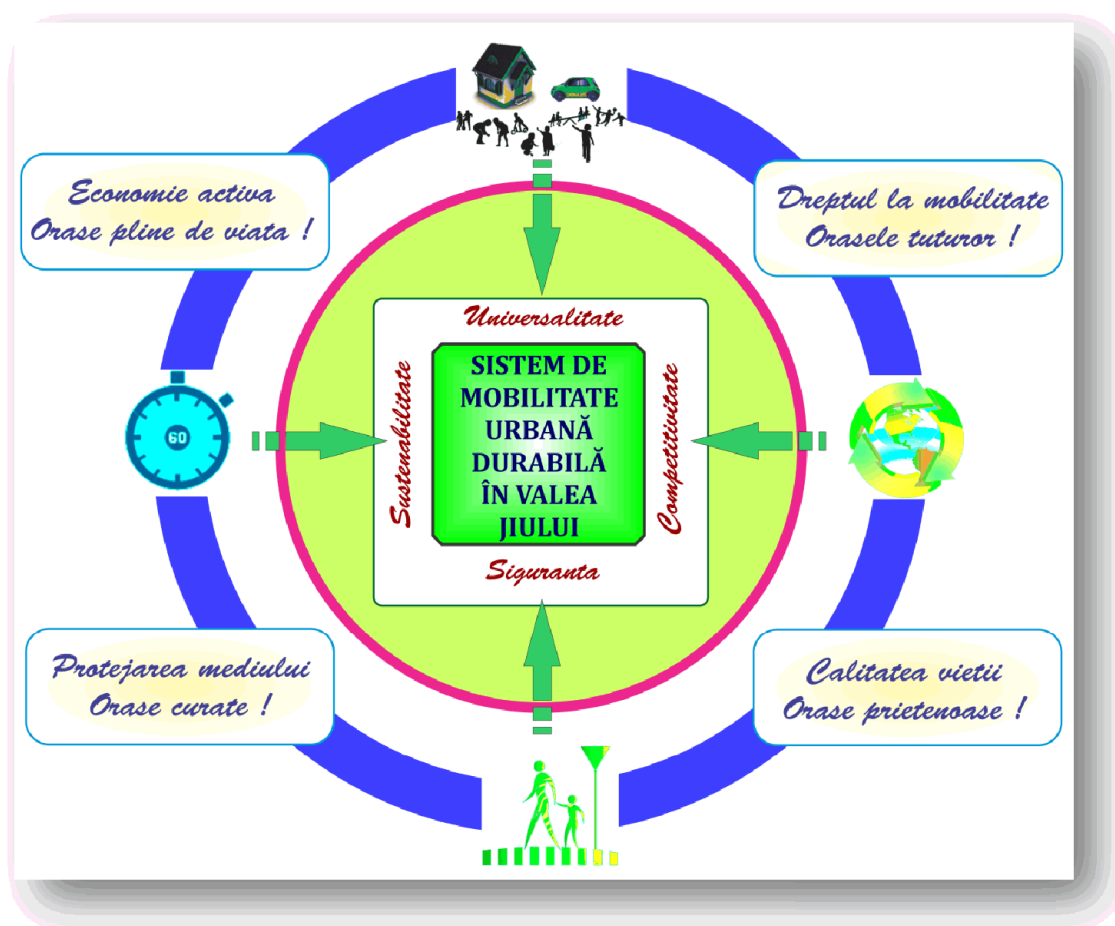 Economie activa
Orase pline de viata !
Dreptul la mobilitate
Orasele tuturor !
Universalitate
Sustenabilitate
SISTEM DE
MOBILITATE
URBANĂ
DURABILĂ
ÎN VALEA
JIULUI
Competitivitate
60
Siguranta
Protejarea mediului
Orase curate !
Calitatea vietii
Orase prietenoase !